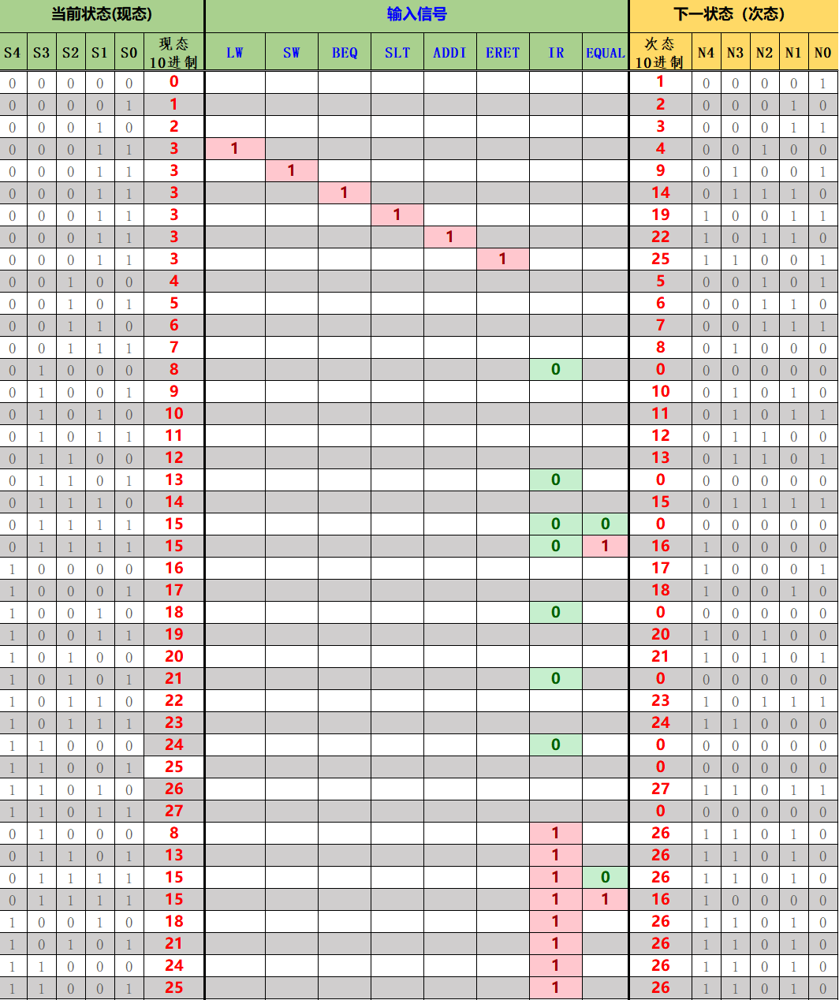 当前状态(现态) 输入信号 下一状态（次态）
S4 S3 S2 S1 S0 现态 10进制 LW SW BEQ SLT ADDI ERET IR EQUAL 次态 10进制 N4 N3 N2 N1 N0
0 0 0 0 0 0 1 0 0 0 0 1
0 0 0 0 1 1 2 0 0 0 1 0
0 0 0 1 0 2 3 0 0 0 1 1
0 0 0 1 1 3 1 4 0 0 1 0 0
0 0 0 1 1 3 1 9 0 1 0 0 1
0 0 0 1 1 3 1 14 0 1 1 1 0
0 0 0 1 1 3 1 19 1 0 0 1 1
0 0 0 1 1 3 1 22 1 0 1 1 0
0 0 0 1 1 3 1 25 1 1 0 0 1
0 0 1 0 0 4 5 0 0 1 0 1
0 0 1 0 1 5 6 0 0 1 1 0
0 0 1 1 0 6 7 0 0 1 1 1
0 0 1 1 1 7 8 0 1 0 0 0
0 1 0 0 0 8 0 0 0 0 0 0 0
0 1 0 0 1 9 10 0 1 0 1 0
0 1 0 1 0 10 11 0 1 0 1 1
0 1 0 1 1 11 12 0 1 1 0 0
0 1 1 0 0 12 13 0 1 1 0 1
0 1 1 0 1 13 0 0 0 0 0 0 0
0 1 1 1 0 14 15 0 1 1 1 1
0 1 1 1 1 15 0 0 0 0 0 0 0 0
0 1 1 1 1 15 0 1 16 1 0 0 0 0
1 0 0 0 0 16 17 1 0 0 0 1
1 0 0 0 1 17 18 1 0 0 1 0
1 0 0 1 0 18 0 0 0 0 0 0 0
1 0 0 1 1 19 20 1 0 1 0 0
1 0 1 0 0 20 21 1 0 1 0 1
1 0 1 0 1 21 0 0 0 0 0 0 0
1 0 1 1 0 22 23 1 0 1 1 1
1 0 1 1 1 23 24 1 1 0 0 0
1 1 0 0 0 24 0 0 0 0 0 0 0
1 1 0 0 1 25 0 0 0 0 0 0
1 1 0 1 0 26 27 1 1 0 1 1
1 1 0 1 1 27 0 0 0 0 0 0
0 1 0 0 0 8 1 26 1 1 0 1 0
0 1 1 0 1 13 1 26 1 1 0 1 0
0 1 1 1 1 15 1 0 26 1 1 0 1 0
0 1 1 1 1 15 1 1 16 1 0 0 0 0
1 0 0 1 0 18 1 26 1 1 0 1 0
1 0 1 0 1 21 1 26 1 1 0 1 0
1 1 0 0 0 24 1 26 1 1 0 1 0
1 1 0 0 1 25 1 26 1 1 0 1 0